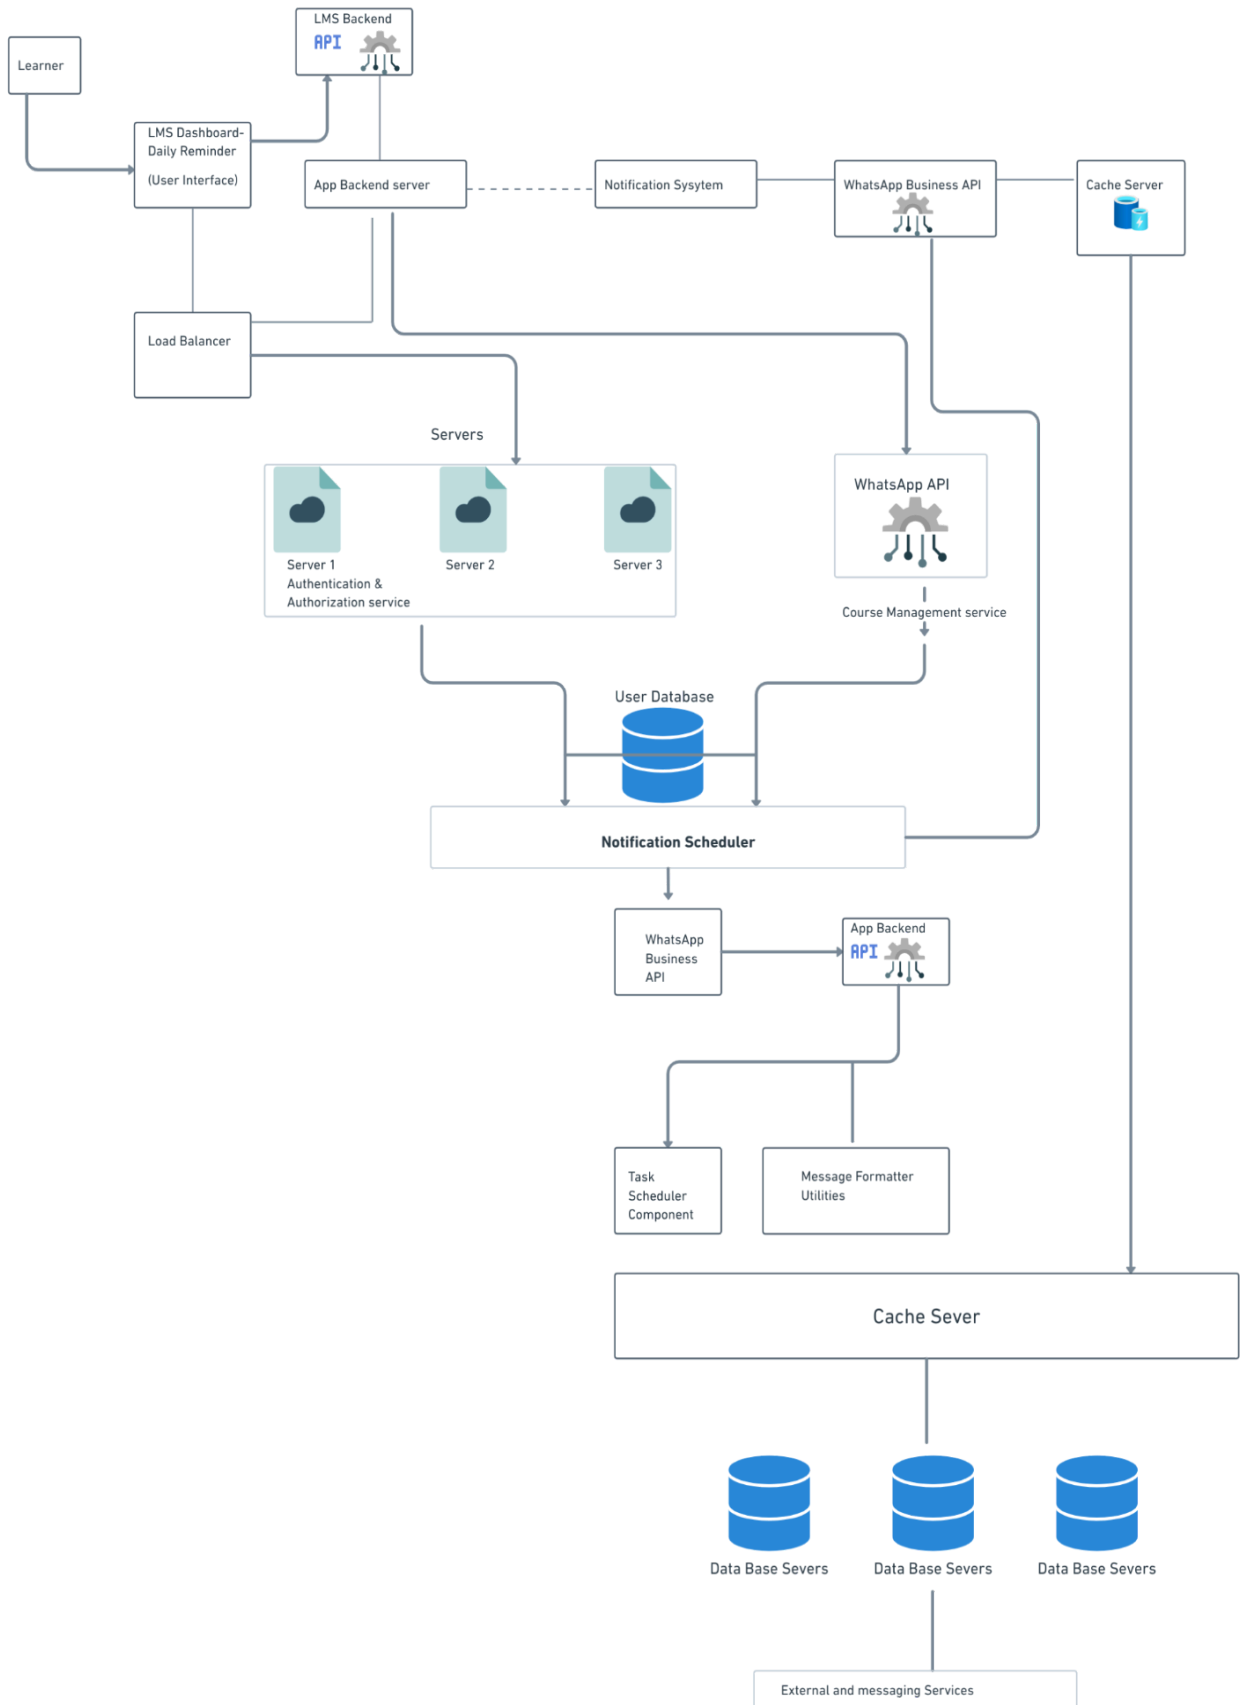 LMS Backend
API
Learner
LMS Dashboard-
Daily Reminder
(User Interface)
App Backend server
Notification Sysytem
WhatsApp Business API
Cache Server
Load Balancer
Servers
WhatsApp API
Server 1
Authentication &
Authorization service
Server 2
Server 3
Course Management service
User Database
Notification Scheduler
WhatsApp
Business
API
App Backend
API
Task
Scheduler
Component
Message Formatter
Utilities
Cache Sever
Data Base Severs
Data Base Severs
Data Base Severs
External and messaging Services